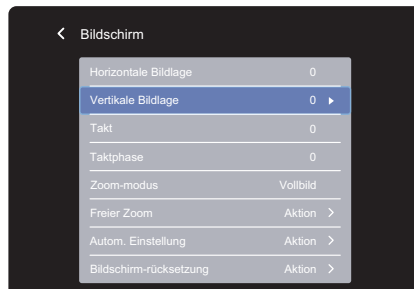 Bildschirm
Horizontale Bildlage 0
Vertikale Bildlage 0
Takt 0
Taktphase 0
Zoom-modus Vollbild
Freier Zoom Aktion
Autom. Einstellung Aktion
Bildschirm-rücksetzung Aktion